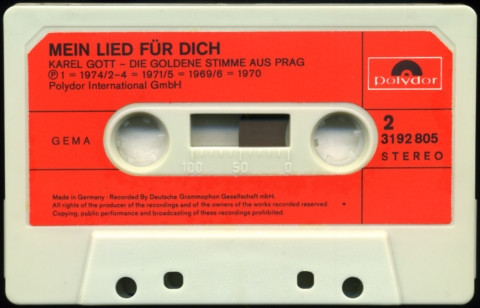 MEIN LIED FÜR DICH
KAREL GOTT – DIE GOLDENE STIMME AUS PRAG
℗ 1 = 1974/2–4 = 1971/5 = 1969/6 = 1970
Polydor International GmbH
polydor
GEMA
2
3192 805
STEREO
100 50 0
Made in Germany · Recorded By Deutsche Grammophon Gesellschaft mbH.
All rights of the producer of the recordings and of the owners of the works recorded reserved.
Copying, public performance and broadcasting of these recordings prohibited.